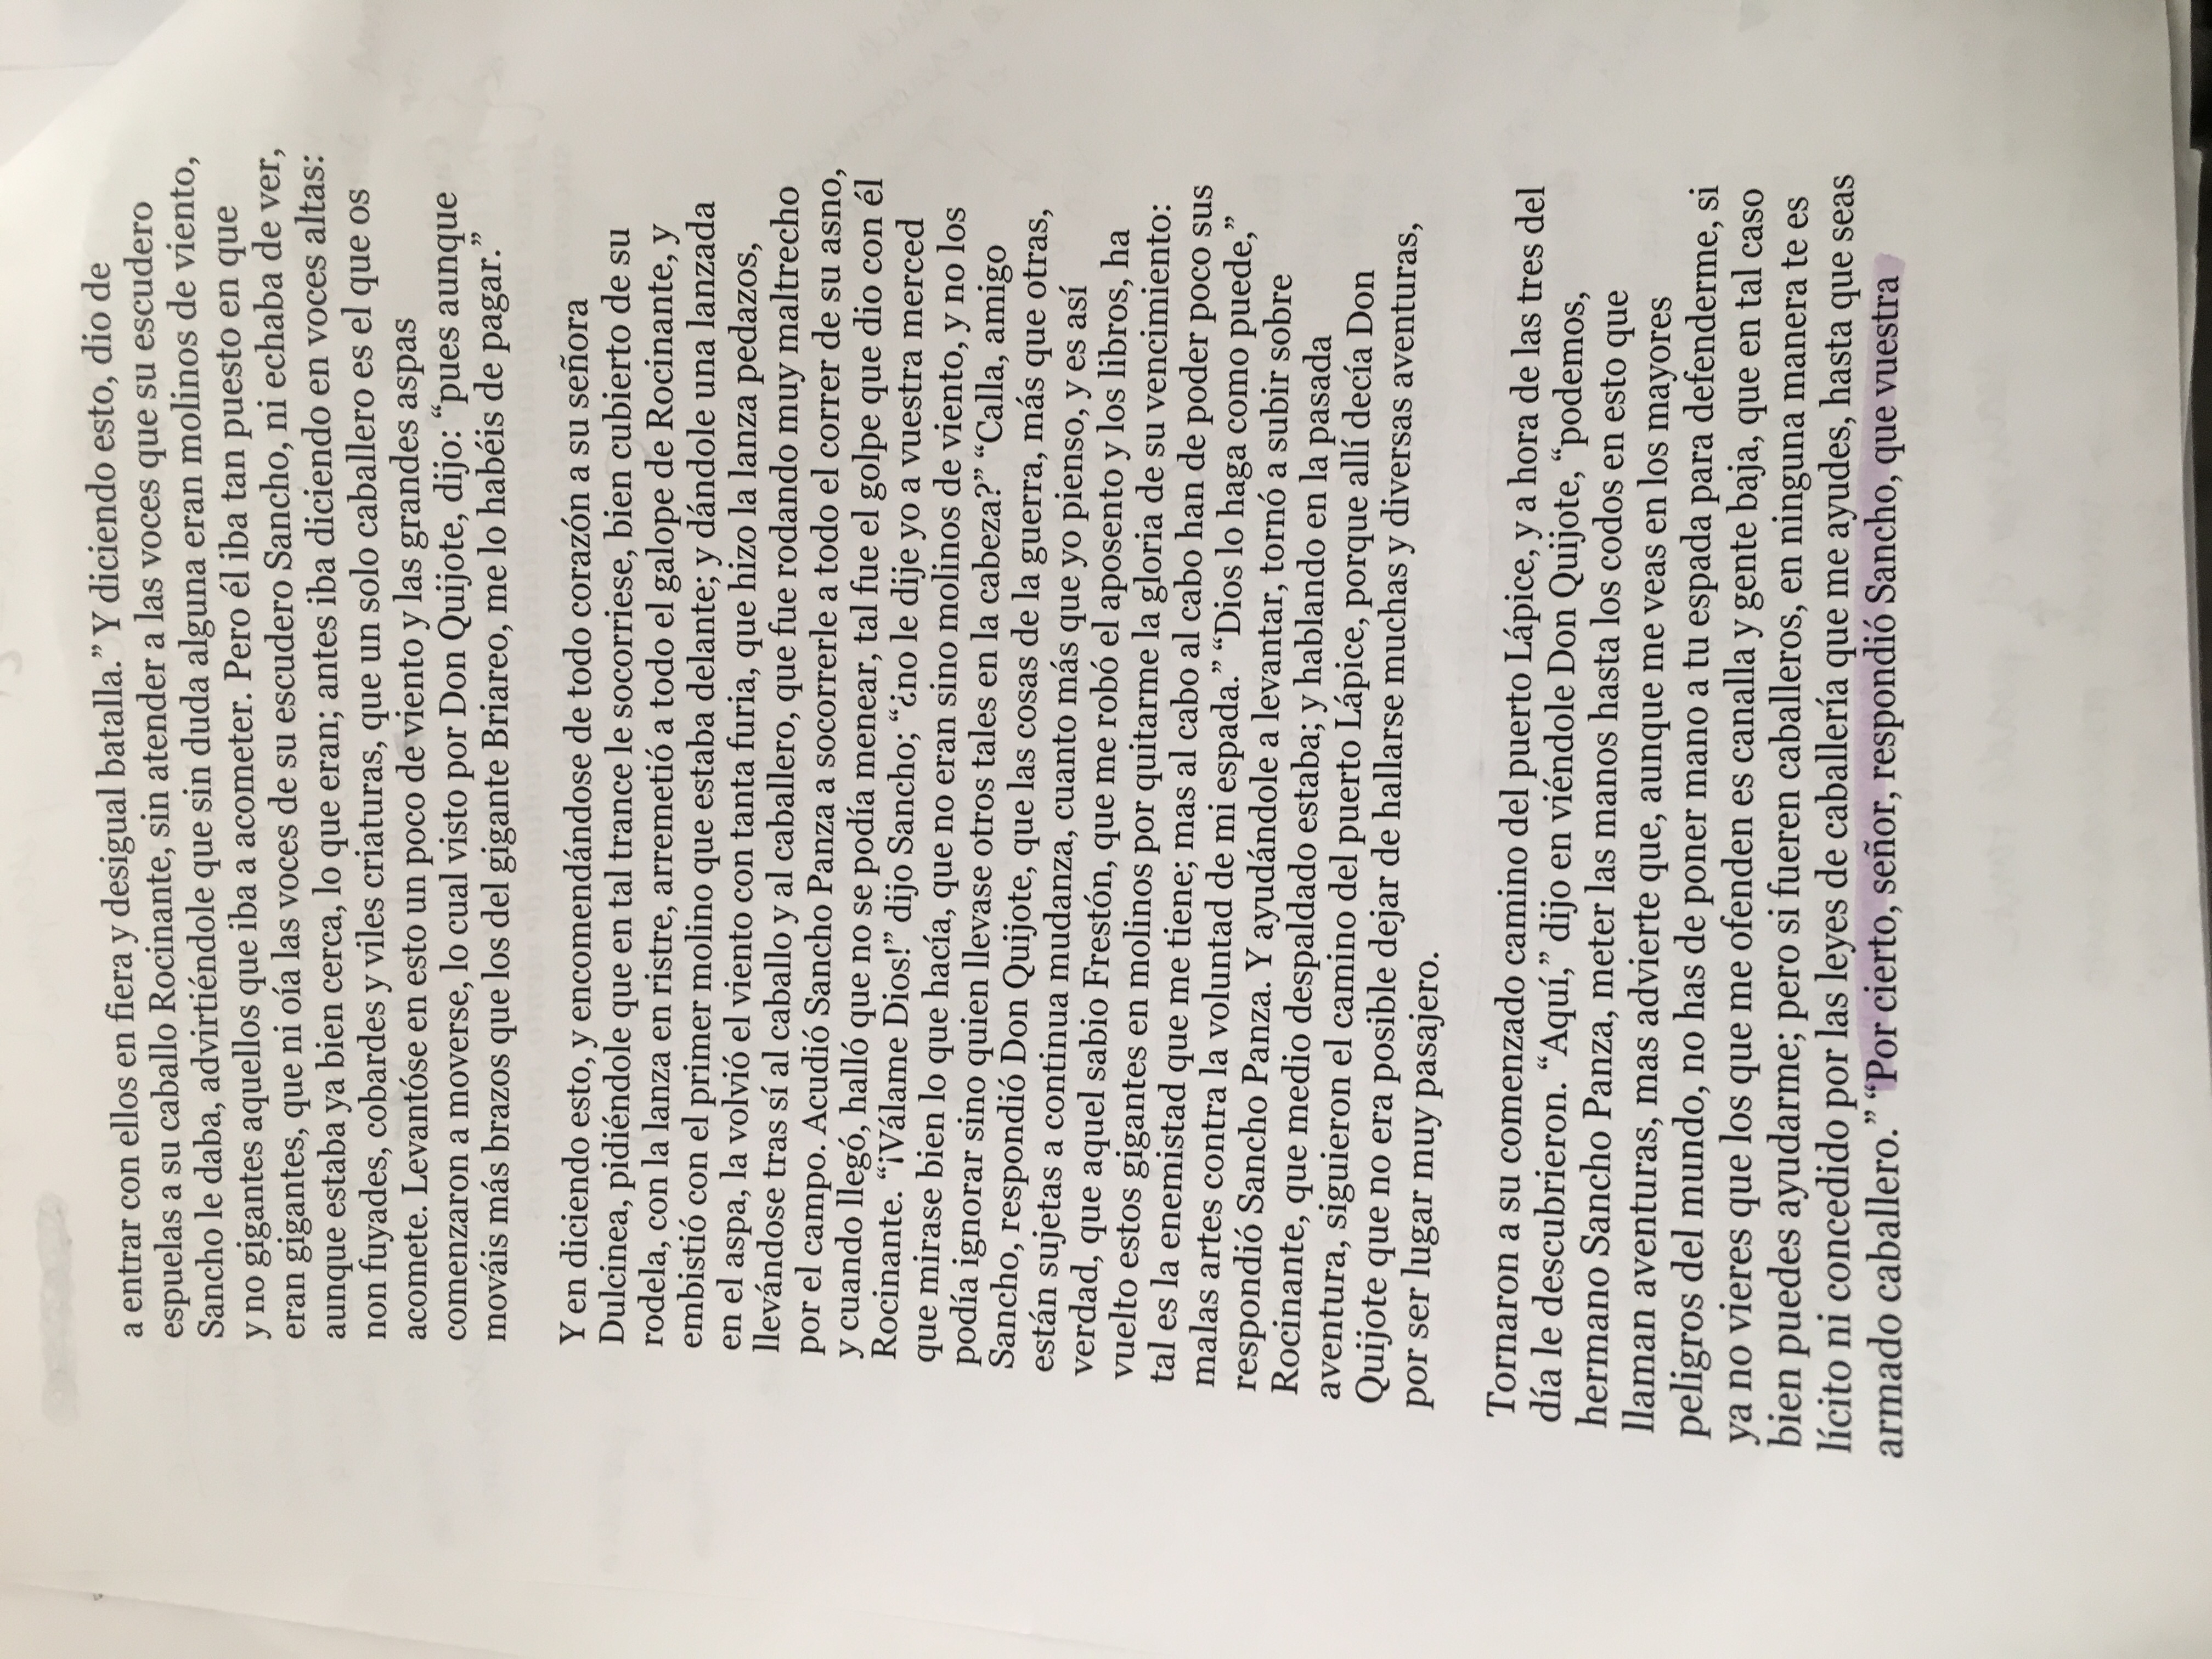 a entrar con ellos en fiera y desigual batalla.” Y diciendo esto, dio de
espuelas a su caballo Rocinante, sin atender a las voces que su escudero
Sancho le daba, advirtiéndole que sin duda alguna eran molinos de viento,
y no gigantes aquellos que iba a acometer. Pero él iba tan puesto en que
eran gigantes, que ni oía las voces de su escudero Sancho, ni echaba de ver,
aunque estaba ya bien cerca, lo que eran; antes iba diciendo en voces altas:
non fuyades, cobardes y viles criaturas, que un solo caballero es el que os
acomete. Levantóse en esto un poco de viento y las grandes aspas
comenzaron a moverse, lo cual visto por Don Quijote, dijo: “pues aunque
mováis más brazos que los del gigante Briareo, me lo habéis de pagar.”
Y en diciendo esto, y encomendándose de todo corazón a su señora
Dulcinea, pidiéndole que en tal trance le socorriese, bien cubierto de su
rodela, con la lanza en ristre, arremetió a todo el galope de Rocinante, y
embistió con el primer molino que estaba delante; y dándole una lanzada
en el aspa, la volvió el viento con tanta furia, que hizo la lanza pedazos,
llevándose tras sí al caballo y al caballero, que fue rodando muy maltrecho
por el campo. Acudió Sancho Panza a socorrerle a todo el correr de su asno,
y cuando llegó, halló que no se podía menear, tal fue el golpe que dio con él
Rocinante. “¡Válame Dios!” dijo Sancho; “¿no le dije yo a vuestra merced
que mirase bien lo que hacía, que no eran sino molinos de viento, y no los
podía ignorar sino quien llevase otros tales en la cabeza?” “Calla, amigo
Sancho, respondió Don Quijote, que las cosas de la guerra, más que otras,
están sujetas a continua mudanza, cuanto más que yo pienso, y es así
verdad, que aquel sabio Frestón, que me robó el aposento y los libros, ha
vuelto estos gigantes en molinos por quitarme la gloria de su vencimiento:
tal es la enemistad que me tiene; mas al cabo al cabo han de poder poco sus
malas artes contra la voluntad de mi espada.” “Dios lo haga como puede,”
respondió Sancho Panza. Y ayudándole a levantar, tornó a subir sobre
Rocinante, que medio despaldado estaba; y hablando en la pasada
aventura, siguieron el camino del puerto Lápice, porque allí decía Don
Quijote que no era posible dejar de hallarse muchas y diversas aventuras,
por ser lugar muy pasajero.
Tornaron a su comenzado camino del puerto Lápice, y a hora de las tres del
día le descubrieron. “Aquí,” dijo en viéndole Don Quijote, “podemos,
hermano Sancho Panza, meter las manos hasta los codos en esto que
llaman aventuras, mas advierte que, aunque me veas en los mayores
peligros del mundo, no has de poner mano a tu espada para defenderme, si
ya no vieres que los que me ofenden es canalla y gente baja, que en tal caso
bien puedes ayudarme; pero si fueren caballeros, en ninguna manera te es
lícito ni concedido por las leyes de caballería que me ayudes, hasta que seas
armado caballero.” “Por cierto, señor, respondió Sancho, que vuestra